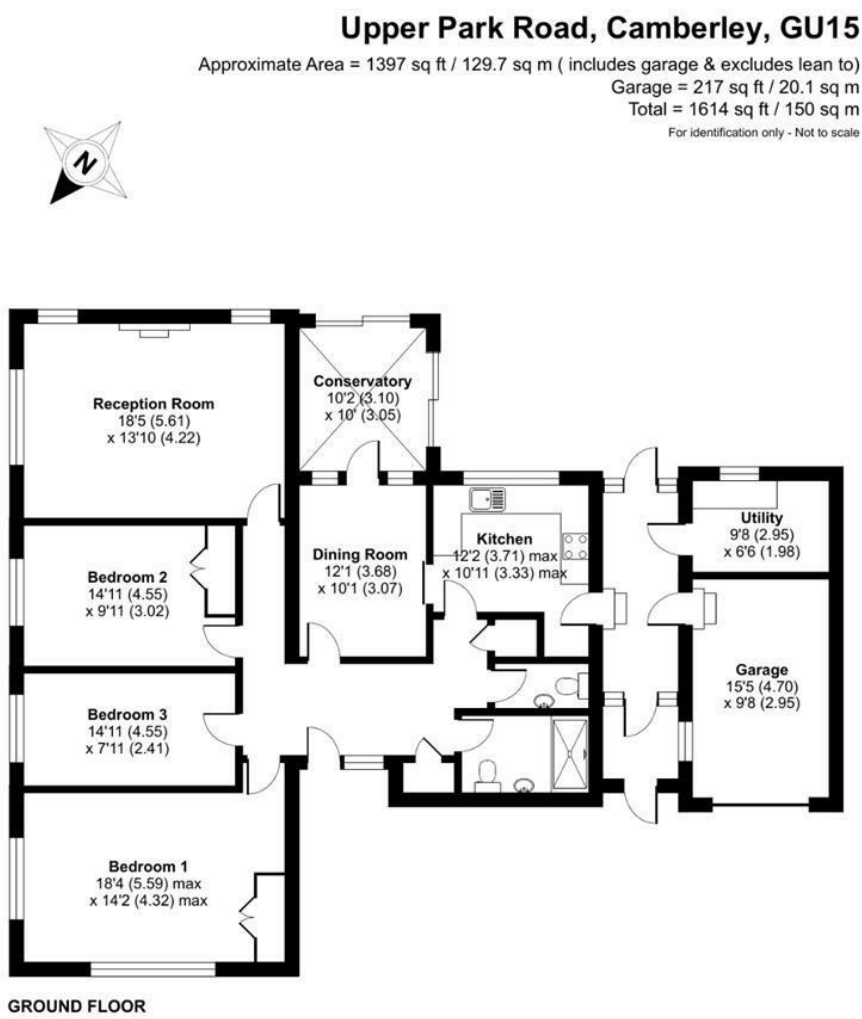 Upper Park Road, Camberley, GU15
Approximate Area = 1397 sq ft / 129.7 sq m ( includes garage & excludes lean to)
Garage = 217 sq ft / 20.1 sq m
Total = 1614 sq ft / 150 sq m
For identification only - Not to scale
N
Conservatory
10'2 (3.10)
x 10' (3.05)
Reception Room
18'5 (5.61)
x 13'10 (4.22)
Utility
9'8 (2.95)
x 6'6 (1.98)
Kitchen
12'2 (3.71) max
x 10'11 (3.33) max
Dining Room
12'1 (3.68)
x 10'1 (3.07)
Bedroom 2
14'11 (4.55)
x 9'11 (3.02)
Garage
15'5 (4.70)
x 9'8 (2.95)
Bedroom 3
14'11 (4.55)
x 7'11 (2.41)
Bedroom 1
18'4 (5.59) max
x 14'2 (4.32) max
GROUND FLOOR